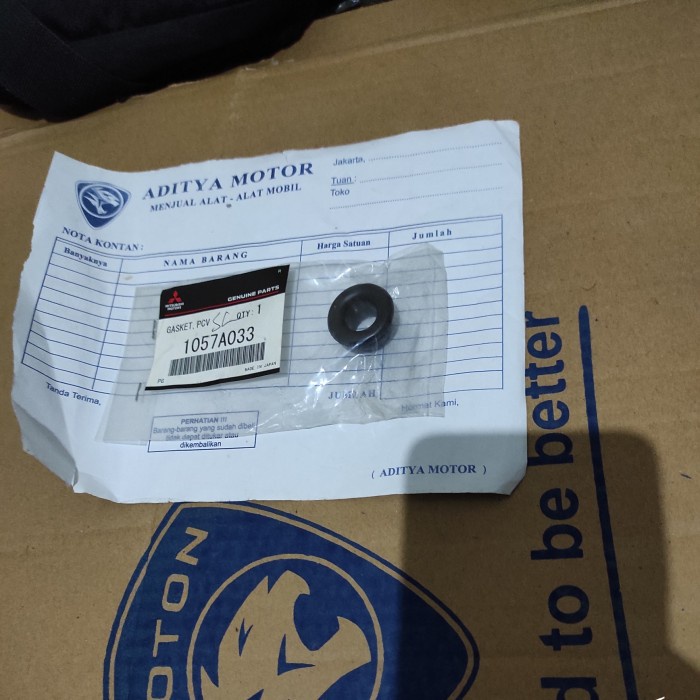 ADITYA MOTOR
MENJUAL ALAT - ALAT MOBIL
Jakarta,
Tuan :
Toko
NOTA KONTAN :
Banyaknya
NAMA BARANG
Harga Satuan
Jumlah
MITSUBISHI
MOTORS
GENUINE PARTS
GASKET, PCV
QTY: 1
1057A033
MADE IN JAPAN
Tanda Terima,
JUMLAH
Hormat Kami,
PERHATIAN !!!
Barang-barang yang sudah dibeli
tidak dapat ditukar atau
dikembalikan
( ADITYA MOTOR )
OTON
d to be better